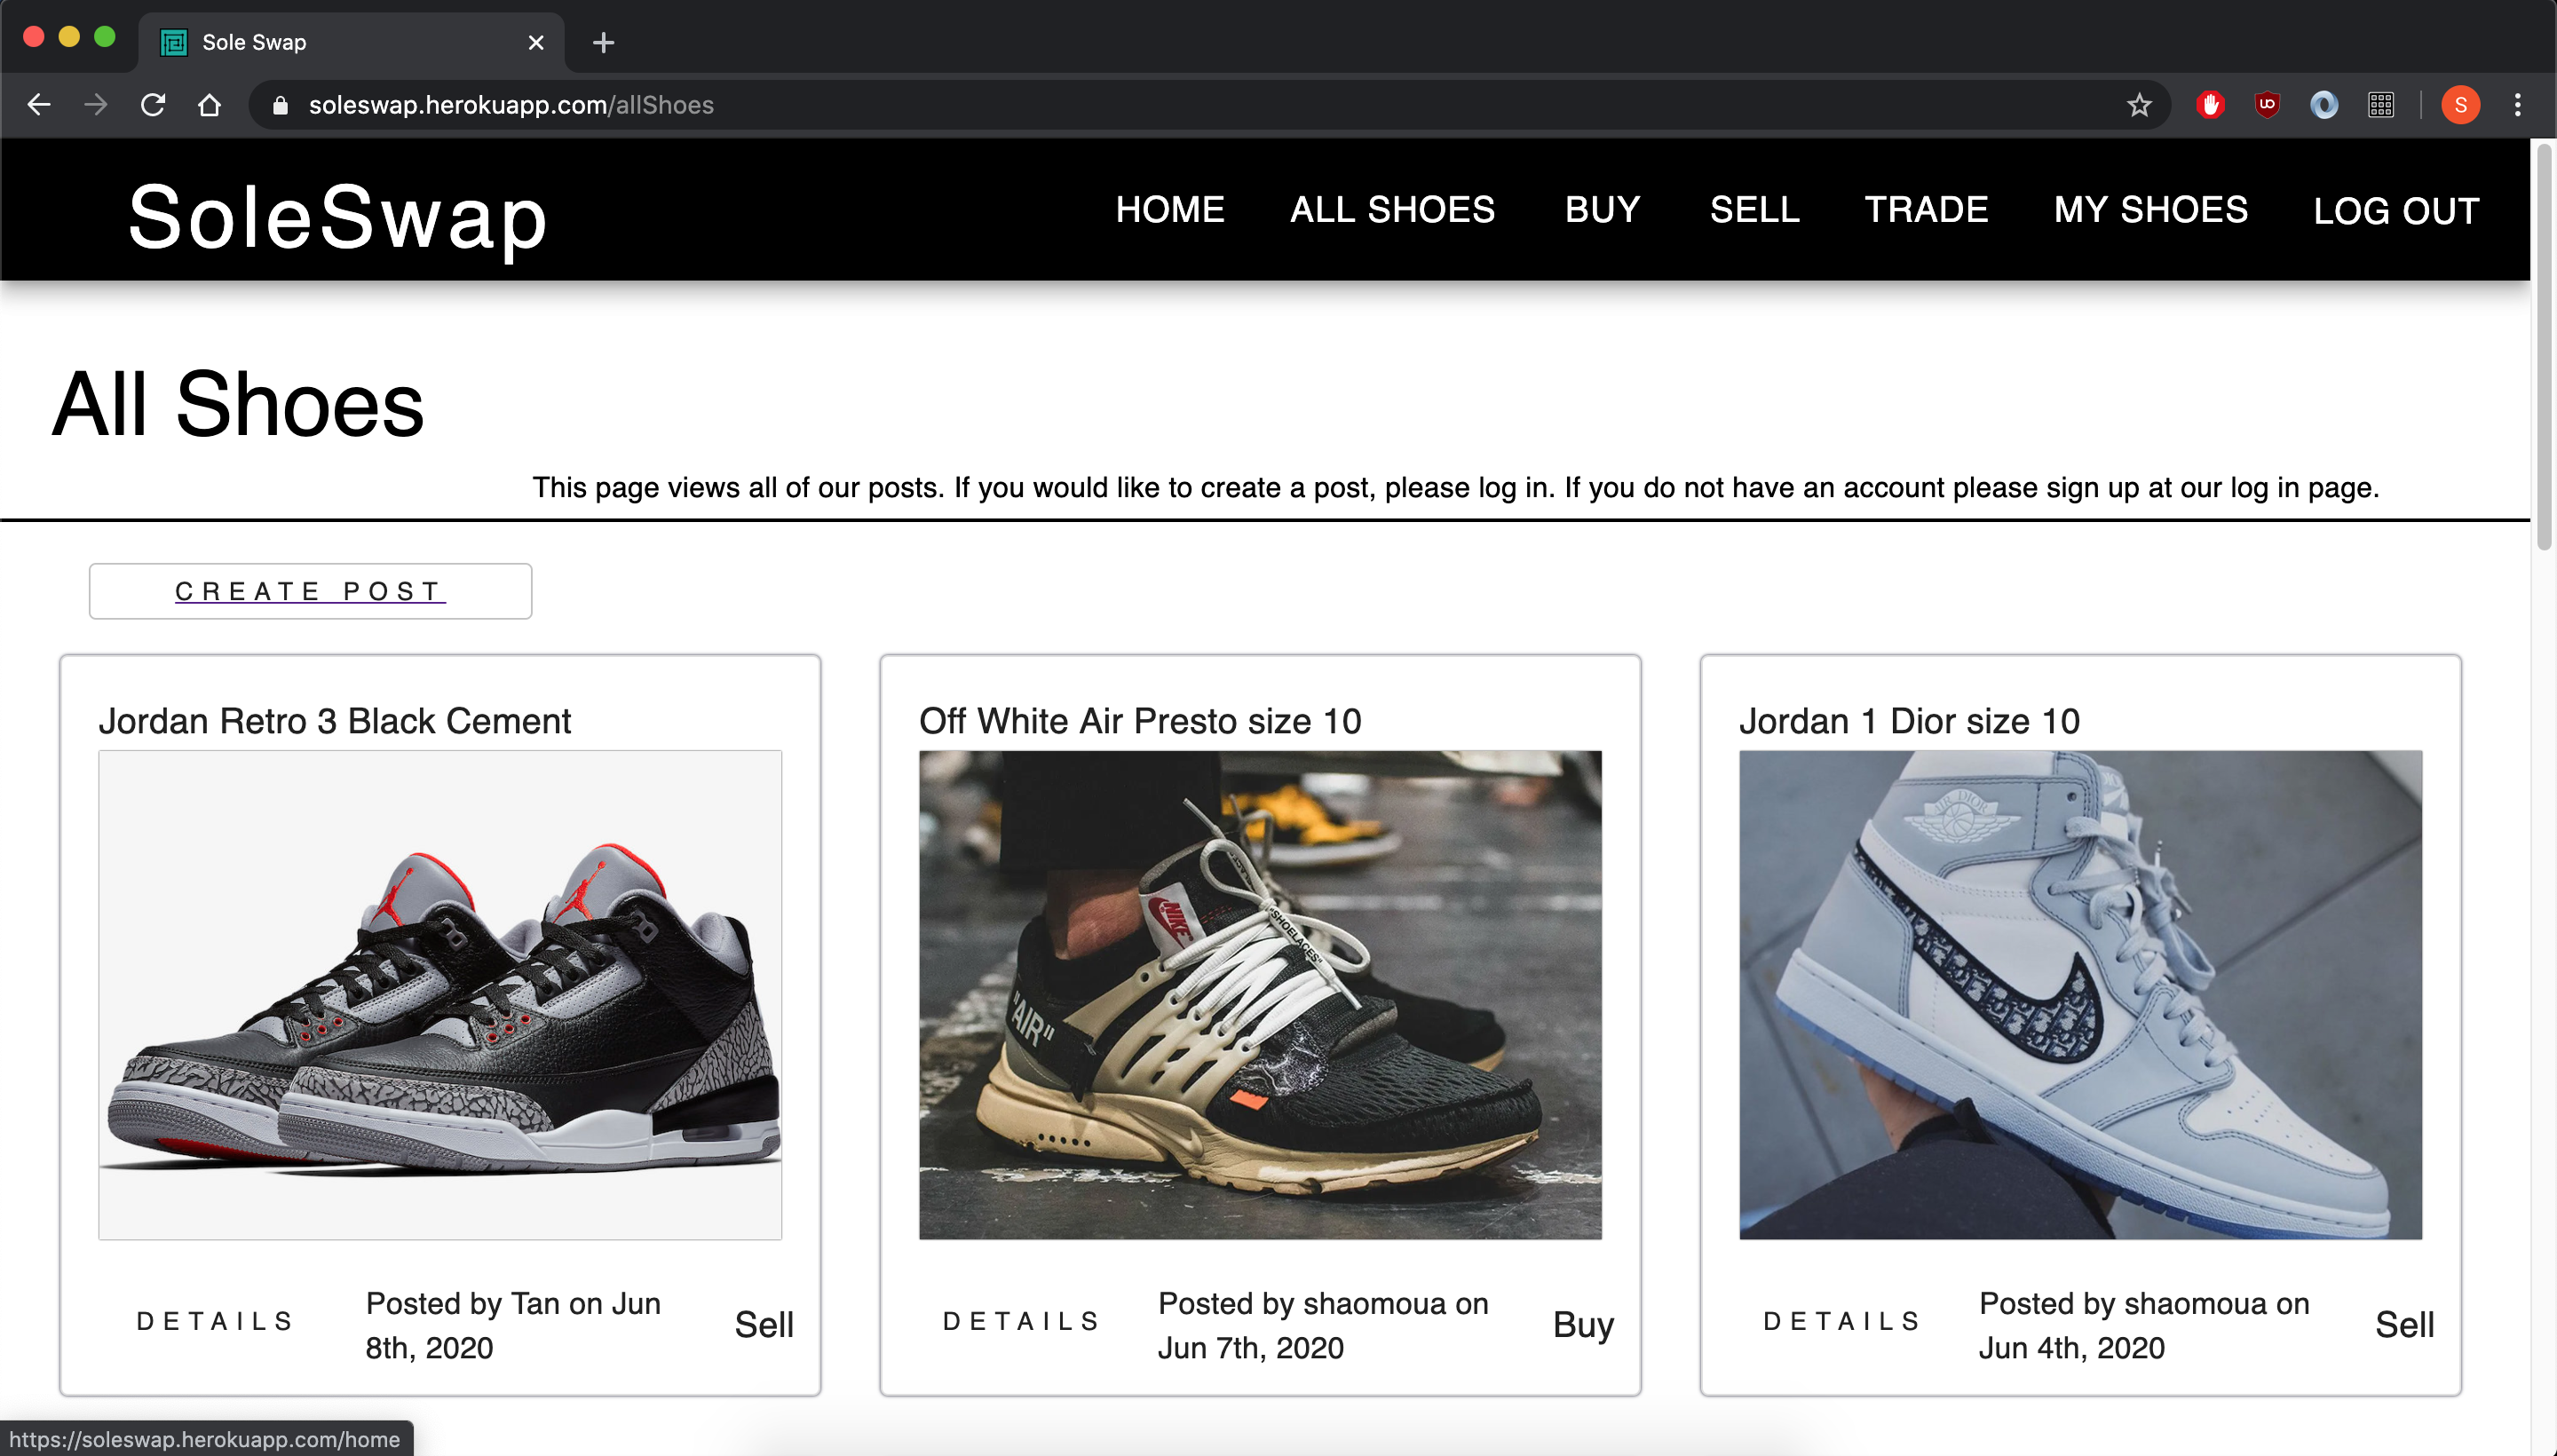 Sole Swap
soleswap.herokuapp.com/allShoes
S
SoleSwap
HOME ALL SHOES BUY SELL TRADE MY SHOES LOG OUT
All Shoes
This page views all of our posts. If you would like to create a post, please log in. If you do not have an account please sign up at our log in page.
CREATE POST
Jordan Retro 3 Black Cement
Off White Air Presto size 10
NIKE
"SHOELACES"
"AIR"
Jordan 1 Dior size 10
AIR DIOR
DETAILS
Posted by Tan on Jun
8th, 2020
Sell
DETAILS
Posted by shaomoua on
Jun 7th, 2020
Buy
DETAILS
Posted by shaomoua on
Jun 4th, 2020
Sell
https://soleswap.herokuapp.com/home